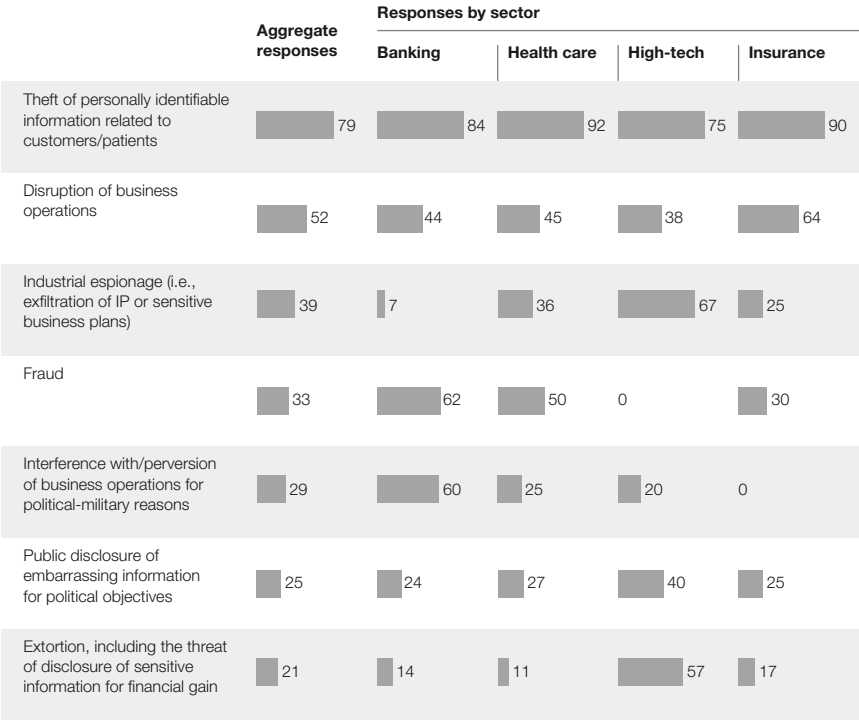 Responses by sector
Aggregate
responses
Banking
Health care
High-tech
Insurance
Theft of personally identifiable
information related to
customers/patients
79
84
92
75
90
Disruption of business
operations
52
44
45
38
64
Industrial espionage (i.e.,
exfiltration of IP or sensitive
business plans)
39
7
36
67
25
Fraud
33
62
50
0
30
Interference with/perversion
of business operations for
political-military reasons
29
60
25
20
0
Public disclosure of
embarrassing information
for political objectives
25
24
27
40
25
Extortion, including the threat
of disclosure of sensitive
information for financial gain
21
14
11
57
17